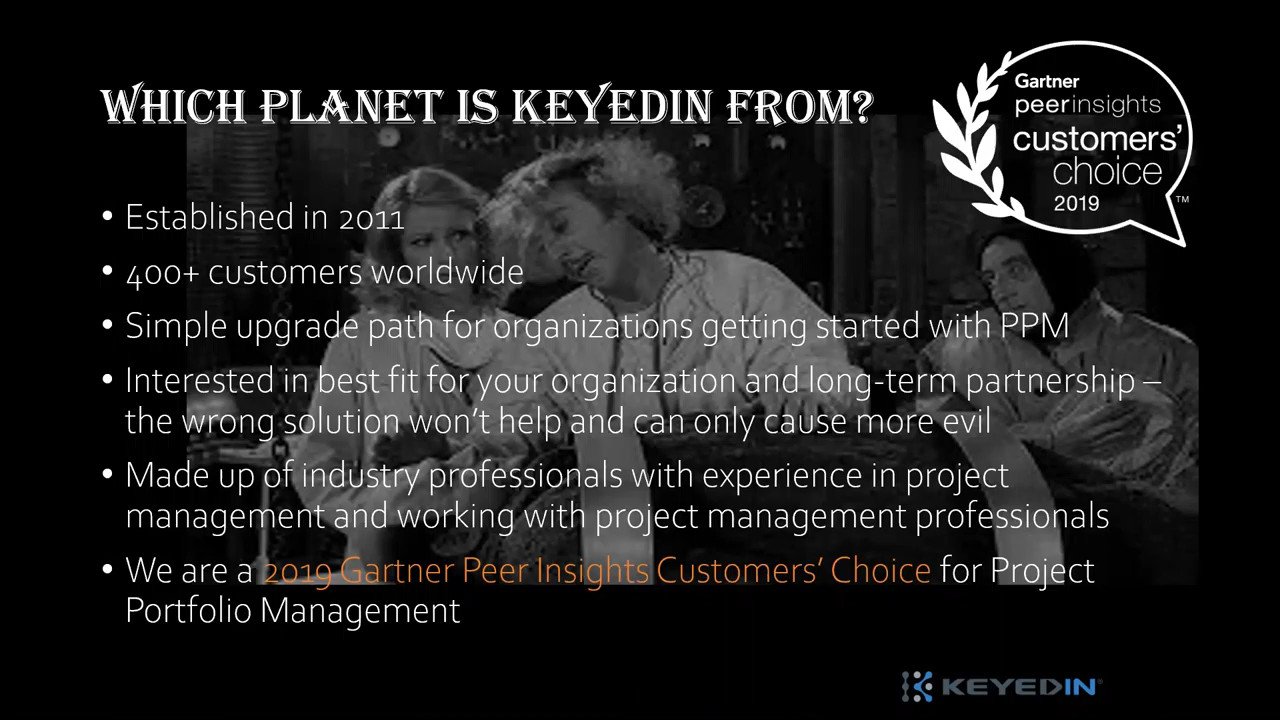 WHICH PLANET IS KEYEDIN FROM?
Gartner
peerinsights
customers'
choice
2019
TM
• Established in 2011
• 400+ customers worldwide
• Simple upgrade path for organizations getting started with PPM
• Interested in best fit for your organization and long-term partnership –
the wrong solution won't help and can only cause more evil
• Made up of industry professionals with experience in project
management and working with project management professionals
• We are a 2019 Gartner Peer Insights Customers' Choice for Project
Portfolio Management
KEYEDIN